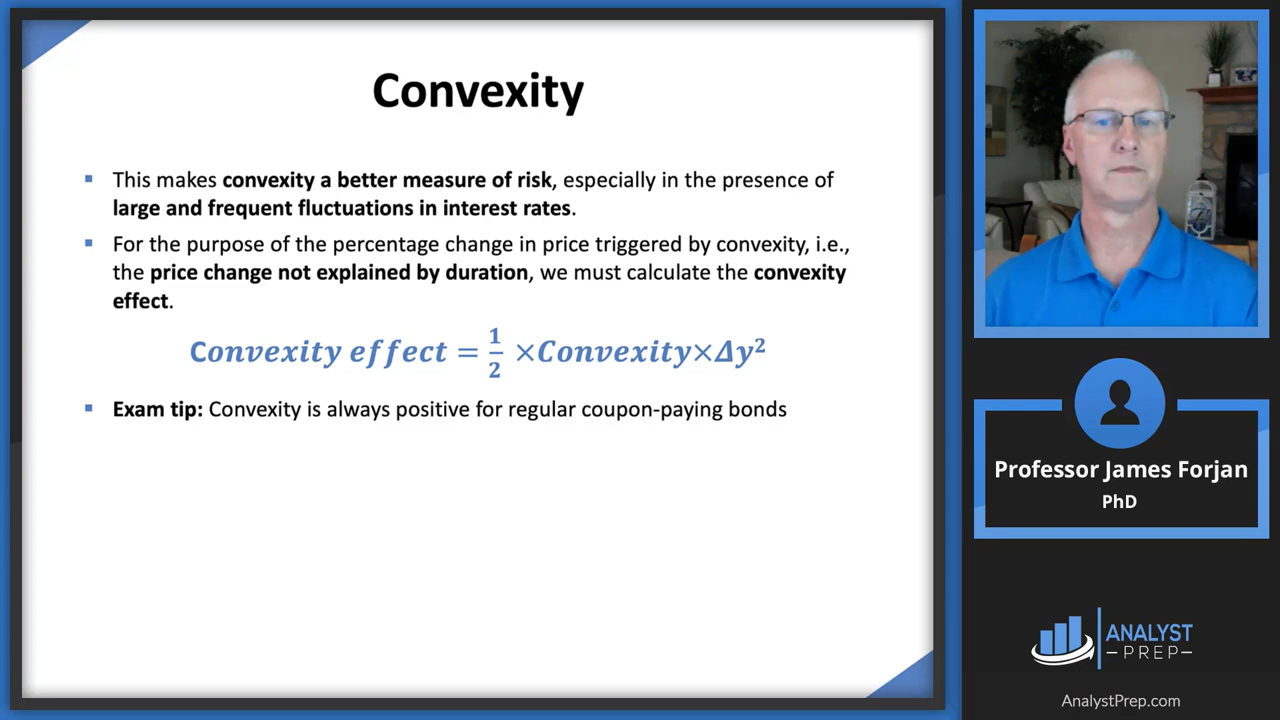 Convexity
▪ This makes convexity a better measure of risk, especially in the presence of
large and frequent fluctuations in interest rates.
▪ For the purpose of the percentage change in price triggered by convexity, i.e.,
the price change not explained by duration, we must calculate the convexity
effect.
Convexity effect = 1/2 ×Convexity×Δy²
▪ Exam tip: Convexity is always positive for regular coupon-paying bonds
Professor James Forjan
PhD
ANALYST
–PREP–
AnalystPrep.com